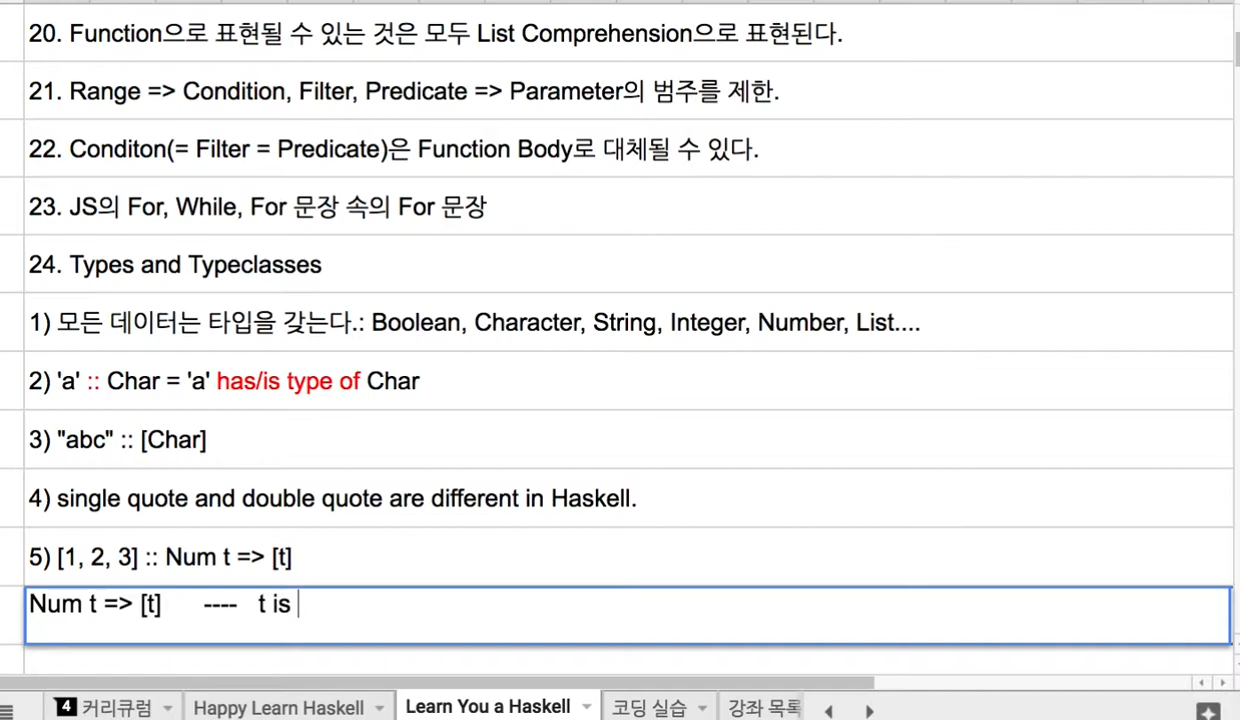 20. Function으로 표현될 수 있는 것은 모두 List Comprehension으로 표현된다.
21. Range => Condition, Filter, Predicate => Parameter의 범주를 제한.
22. Conditon(= Filter = Predicate)은 Function Body로 대체될 수 있다.
23. JS의 For, While, For 문장 속의 For 문장
24. Types and Typeclasses
1) 모든 데이터는 타입을 갖는다.: Boolean, Character, String, Integer, Number, List....
2) 'a' :: Char = 'a' has/is type of Char
3) "abc" :: [Char]
4) single quote and double quote are different in Haskell.
5) [1, 2, 3] :: Num t => [t]
Num t => [t] ---- t is
4 커리큐럼 Happy Learn Haskell Learn You a Haskell 코딩 실습 강좌 목록